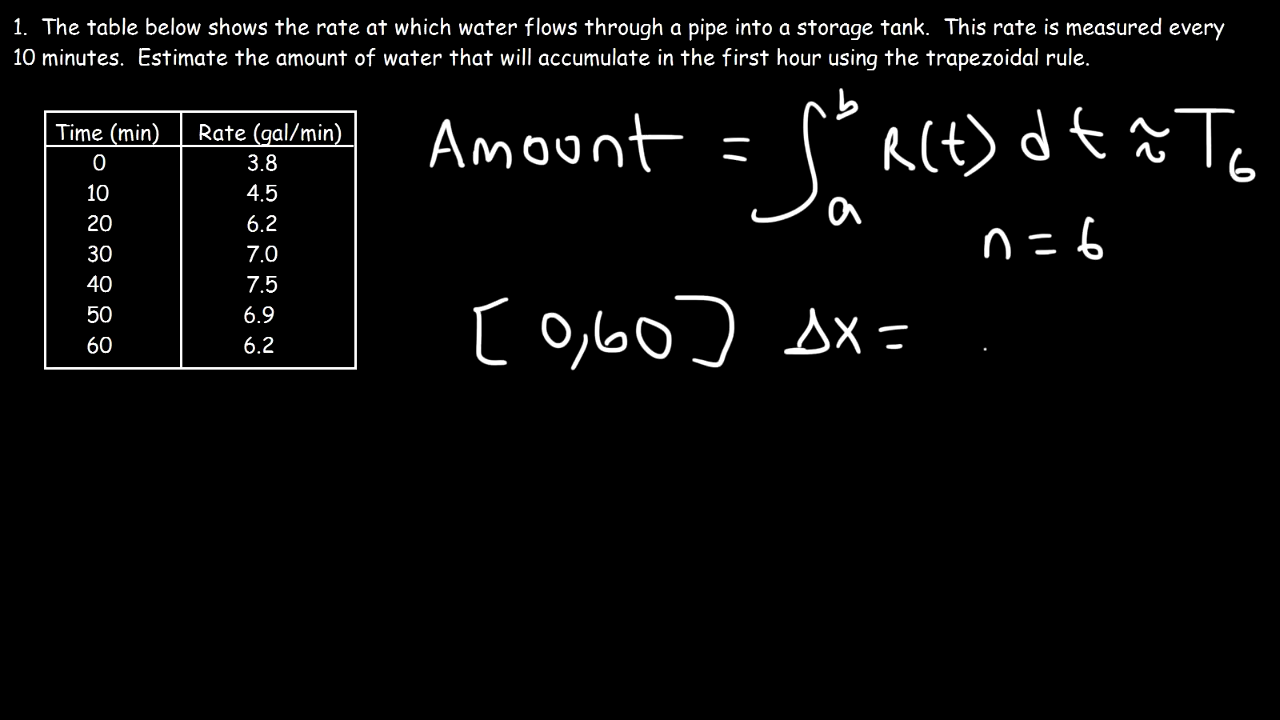 1. The table below shows the rate at which water flows through a pipe into a storage tank. This rate is measured every
10 minutes. Estimate the amount of water that will accumulate in the first hour using the trapezoidal rule.
Time (min) Rate (gal/min)
0 3.8
10 4.5
20 6.2
30 7.0
40 7.5
50 6.9
60 6.2
Amount = ∫ₐᵇ R(t) dt ≈ T₆
n = 6
[0,60] Δx =